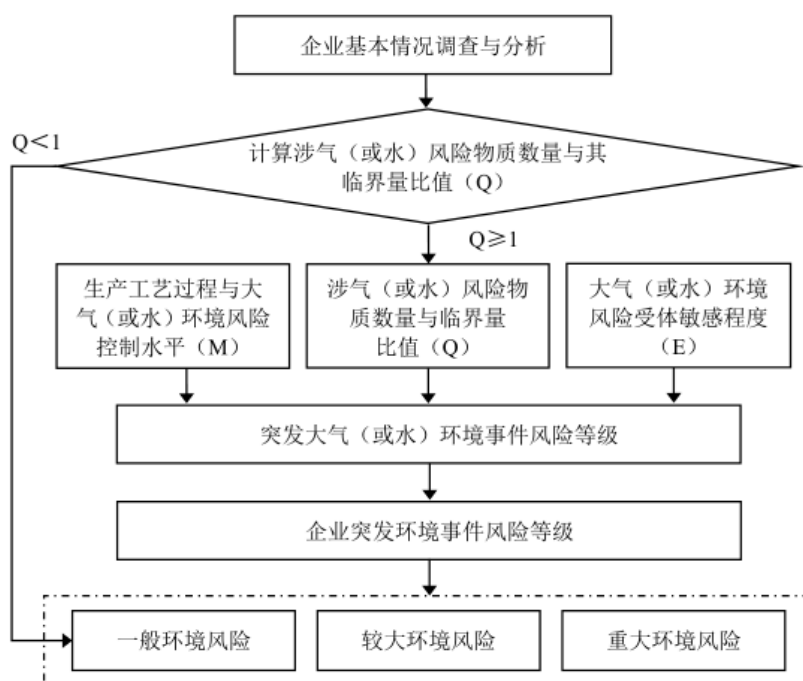 企业基本情况调查与分析
Q＜1
计算涉气（或水）风险物质数量与其
临界量比值（Q）
Q≥1
生产工艺过程与大
气（或水）环境风险
控制水平（M）
涉气（或水）风险物
质数量与临界量
比值（Q）
大气（或水）环境
风险受体敏感程度
（E）
突发大气（或水）环境事件风险等级
企业突发环境事件风险等级
一般环境风险
较大环境风险
重大环境风险